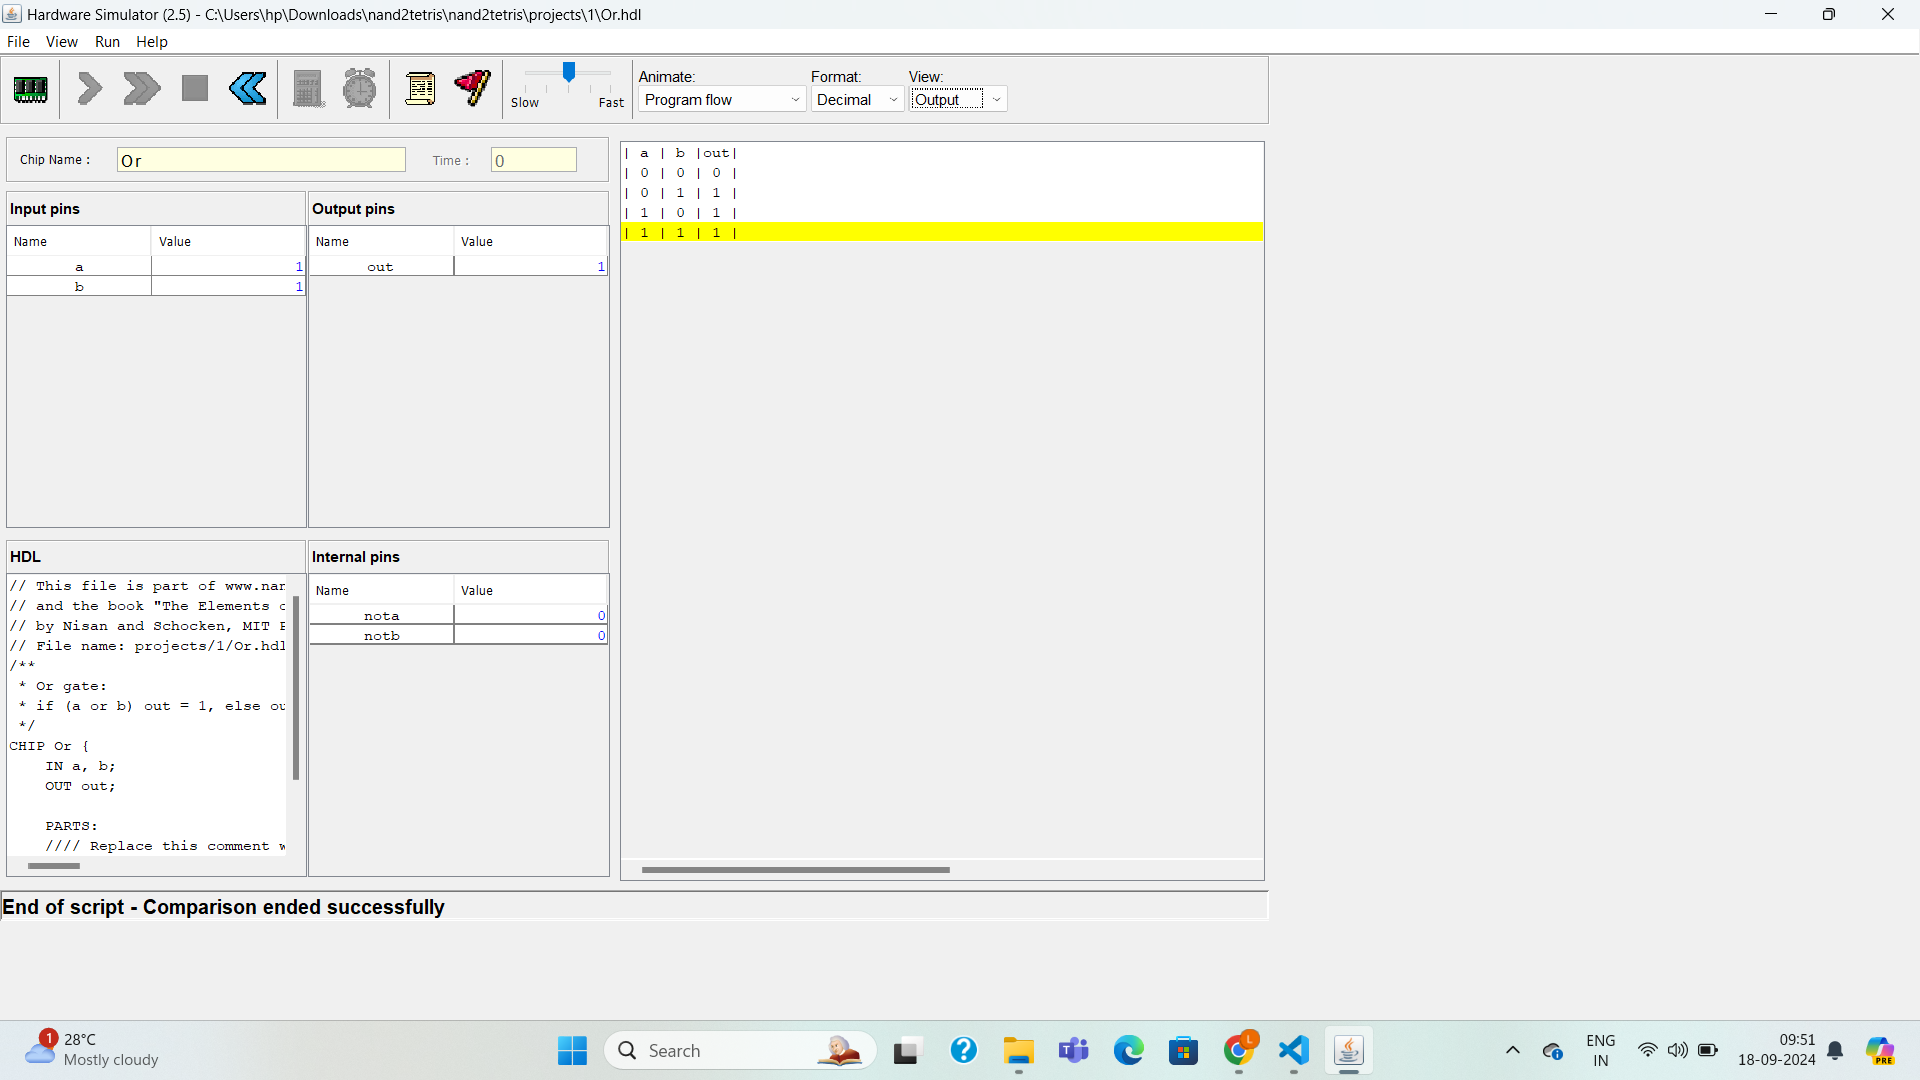 Hardware Simulator (2.5) - C:\Users\hp\Downloads\nand2tetris\nand2tetris\projects\1\Or.hdl
File View Run Help
Slow Fast
Animate: Format: View:
Program flow Decimal Output
Chip Name : Or Time : 0
Input pins Output pins
Name Value Name Value
a 1 out 1
b 1
| a | b |out|
| 0 | 0 | 0 |
| 0 | 1 | 1 |
| 1 | 0 | 1 |
| 1 | 1 | 1 |
HDL
// This file is part of www.nan
// and the book "The Elements o
// by Nisan and Schocken, MIT P
// File name: projects/1/Or.hdl
/**
* Or gate:
* if (a or b) out = 1, else ou
*/
CHIP Or {
IN a, b;
OUT out;
PARTS:
//// Replace this comment w
Internal pins
Name Value
nota 0
notb 0
End of script - Comparison ended successfully
1 28°C
Mostly cloudy
Search
L
ENG
IN
09:51
18-09-2024
PRE